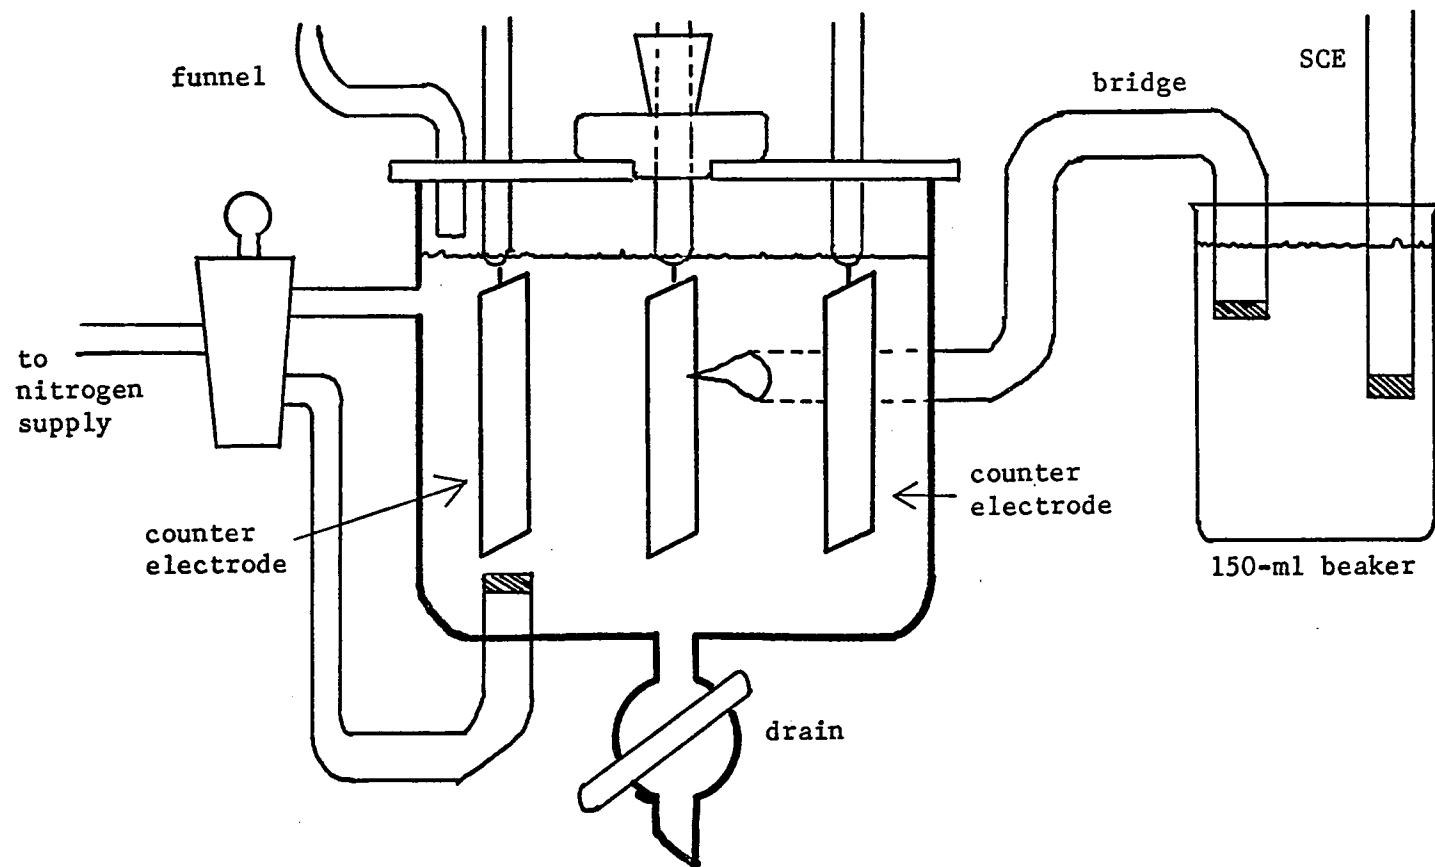 funnel
SCE
bridge
to
nitrogen
supply
counter
electrode
counter
electrode
150-ml beaker
drain